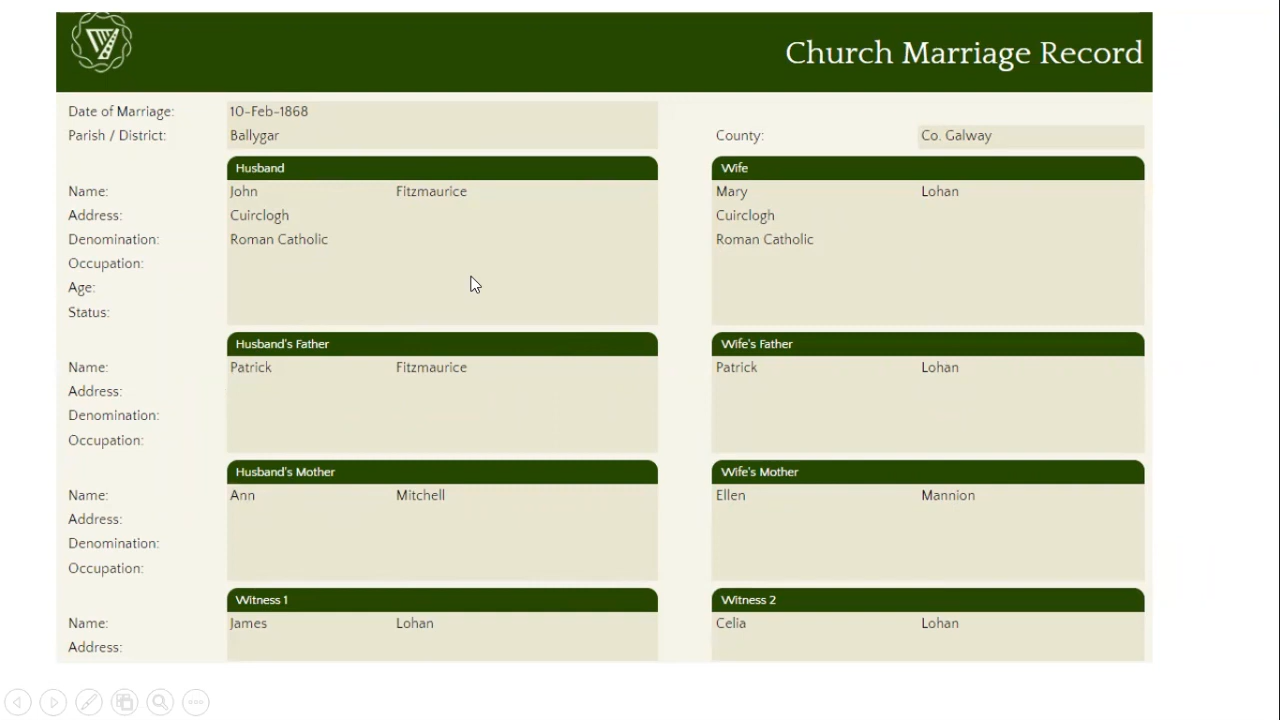 Church Marriage Record
Date of Marriage: 10-Feb-1868
Parish / District: Ballygar County: Co. Galway
Husband Wife
Name: John Fitzmaurice Mary Lohan
Address: Cuirclogh Cuirclogh
Denomination: Roman Catholic Roman Catholic
Occupation:
Age:
Status:
Husband's Father Wife's Father
Name: Patrick Fitzmaurice Patrick Lohan
Address:
Denomination:
Occupation:
Husband's Mother Wife's Mother
Name: Ann Mitchell Ellen Mannion
Address:
Denomination:
Occupation:
Witness 1 Witness 2
Name: James Lohan Celia Lohan
Address: